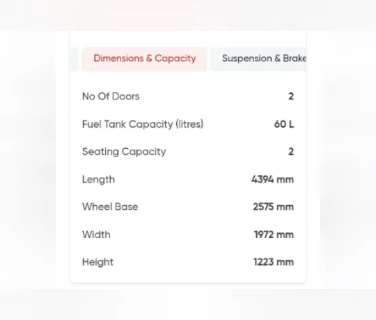 Dimensions & Capacity Suspension & Brake
No Of Doors 2
Fuel Tank Capacity (litres) 60 L
Seating Capacity 2
Length 4394 mm
Wheel Base 2575 mm
Width 1972 mm
Height 1223 mm